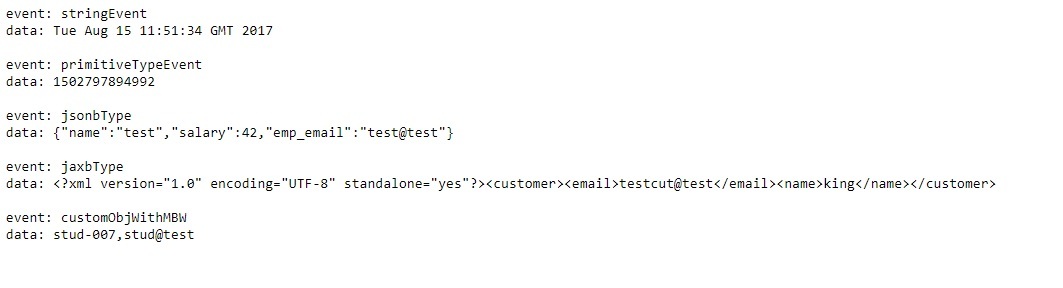 event: stringEvent
data: Tue Aug 15 11:51:34 GMT 2017
event: primitiveTypeEvent
data: 1502797894992
event: jsonbType
data: {"name":"test","salary":42,"emp_email":"test@test"}
event: jaxbType
data: <?xml version="1.0" encoding="UTF-8" standalone="yes"?><customer><email>testcut@test</email><name>king</name></customer>
event: customObjWithMBW
data: stud-007,stud@test